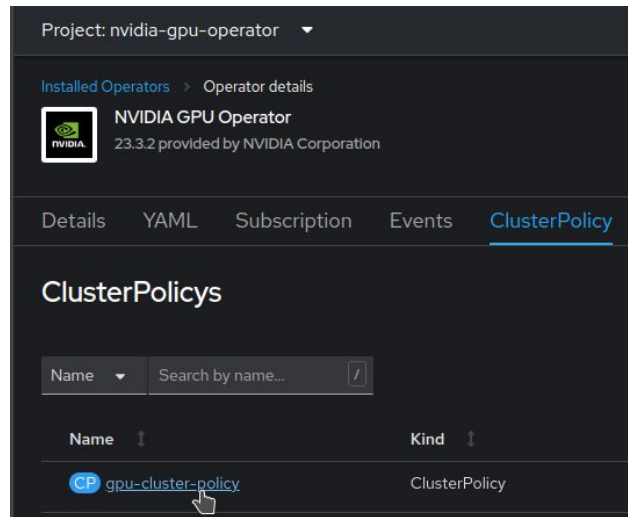 Project: nvidia-gpu-operator
Installed Operators > Operator details
NVIDIA GPU Operator
NVIDIA.
23.3.2 provided by NVIDIA Corporation
Details YAML Subscription Events ClusterPolicy
ClusterPolicys
Name Search by name... /
Name Kind
CP gpu-cluster-policy ClusterPolicy